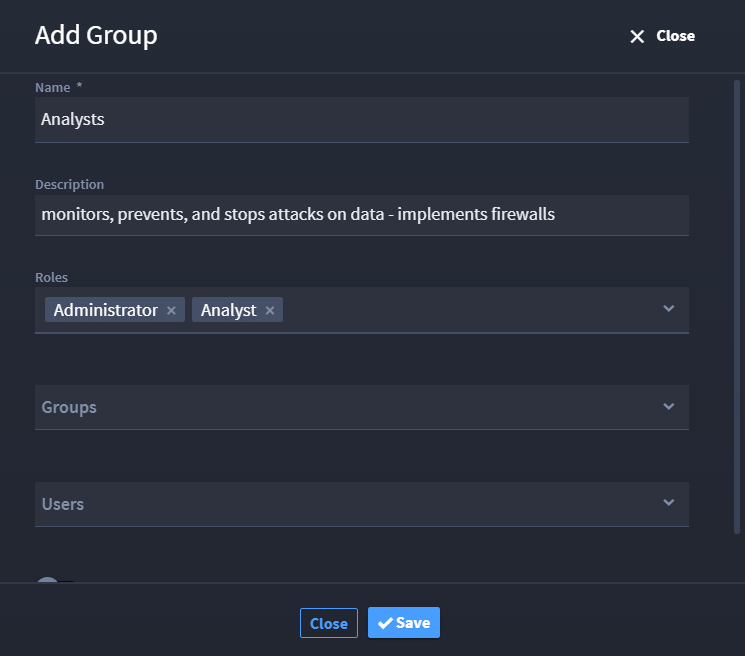 Add Group
Close
Name *
Analysts
Description
monitors, prevents, and stops attacks on data - implements firewalls
Roles
Administrator × Analyst ×
Groups
Users
Close Save